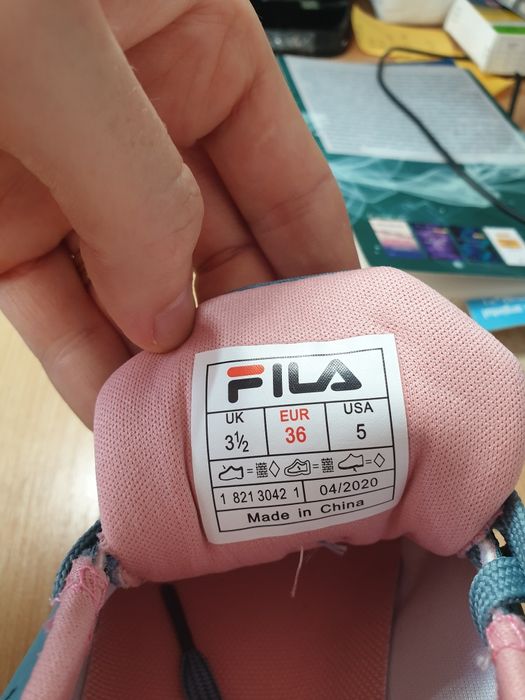 FILA
UK EUR USA
3½ 36 5
1 821 3042 1 04/2020
Made in China